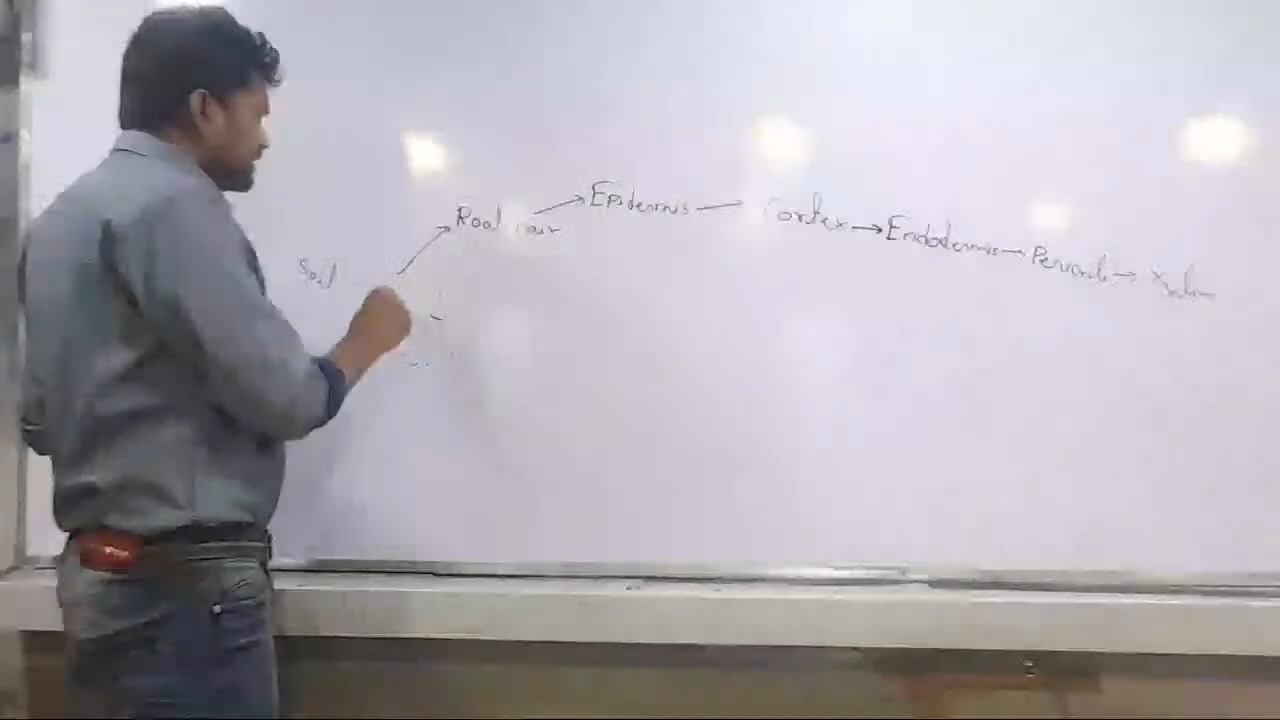 Soil → Root hair → Epidermis → Cortex → Endodermis → Pericycle → Xylem